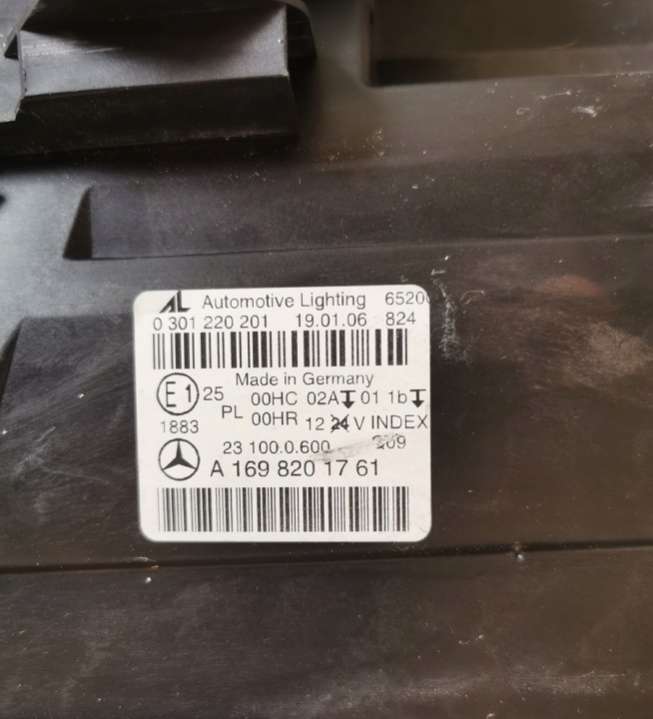 AL Automotive Lighting 6520
0 301 220 201 19.01.06 824
Made in Germany
E1 25 00HC 02A 01 1b
PL 00HR 12 24 V INDEX
1883
23 100.0.600 209
A 169 820 17 61